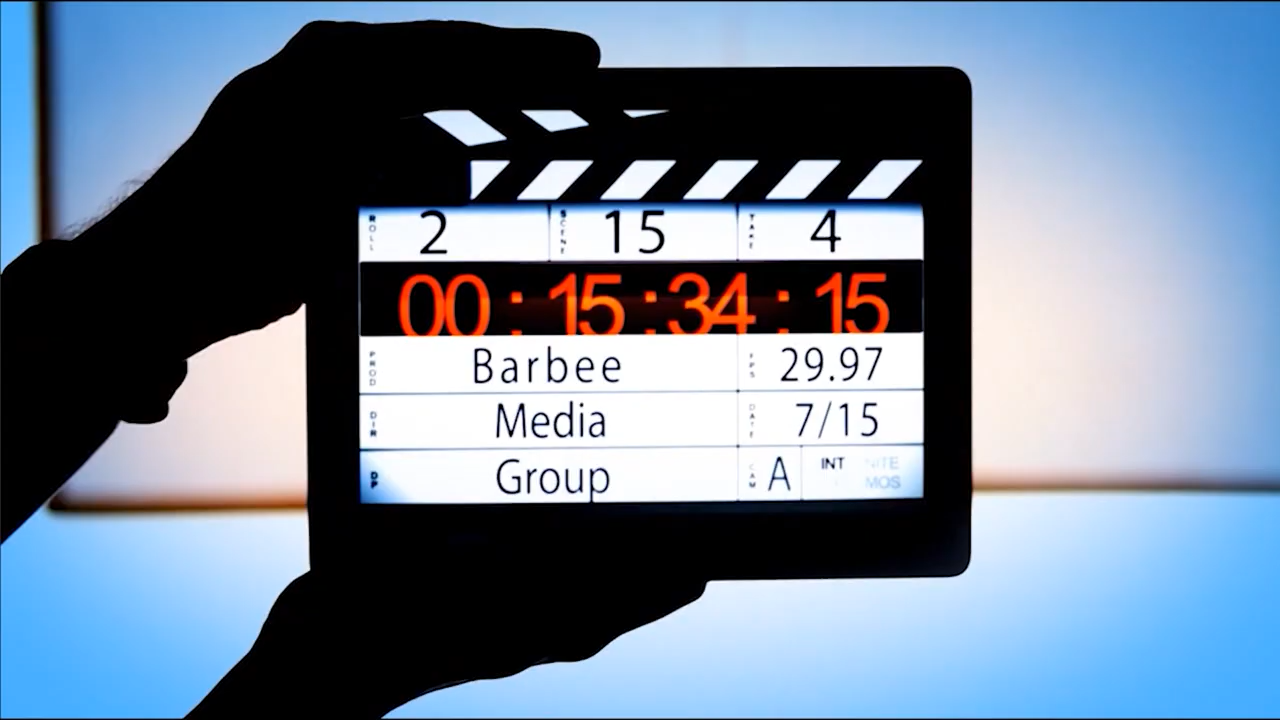 ROLL 2 SCENE 15 TAKE 4
00:15:34:15
PROD Barbee FPS 29.97
DIR Media DATE 7/15
DP Group CAM A INT NITE
MOS